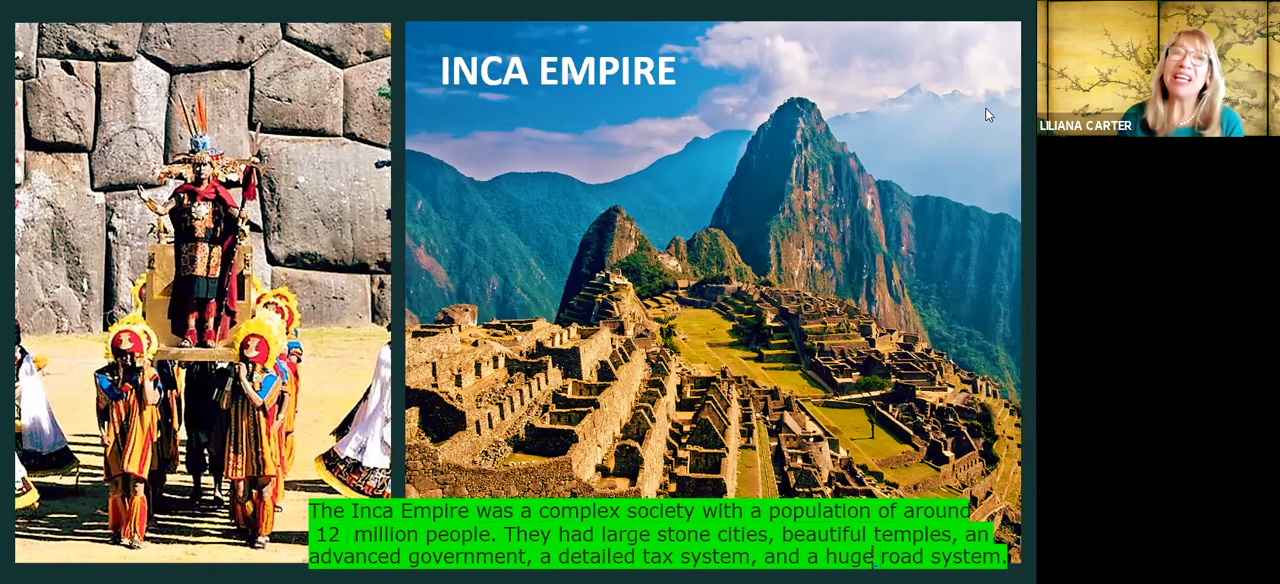 INCA EMPIRE
LILIANA CARTER
The Inca Empire was a complex society with a population of around
12 million people. They had large stone cities, beautiful temples, an
advanced government, a detailed tax system, and a huge road system.